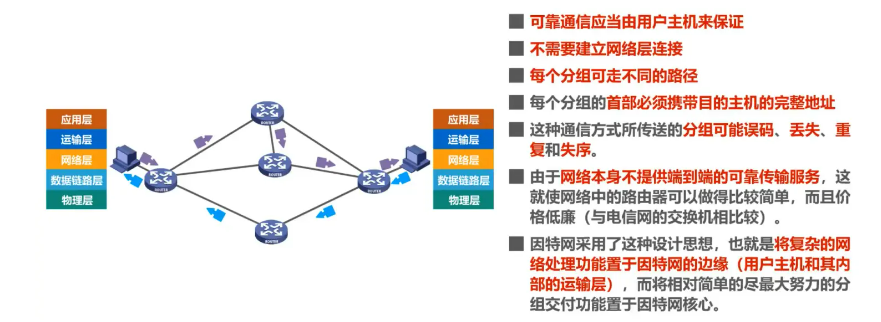 可靠通信应当由用户主机来保证
不需要建立网络层连接
每个分组可走不同的路径
每个分组的首部必须携带目的主机的完整地址
这种通信方式所传送的分组可能误码、丢失、重
复和失序。
由于网络本身不提供端到端的可靠传输服务，这
就使网络中的路由器可以做得比较简单，而且价
格低廉（与电信网的交换机相比较）。
因特网采用了这种设计思想，也就是将复杂的网
络处理功能置于因特网的边缘（用户主机和其内
部的运输层），而将相对简单的尽最大努力的分
组交付功能置于因特网核心。
应用层
运输层
网络层
数据链路层
物理层
ROUTER
ROUTER
ROUTER
ROUTER
ROUTER
应用层
运输层
网络层
数据链路层
物理层